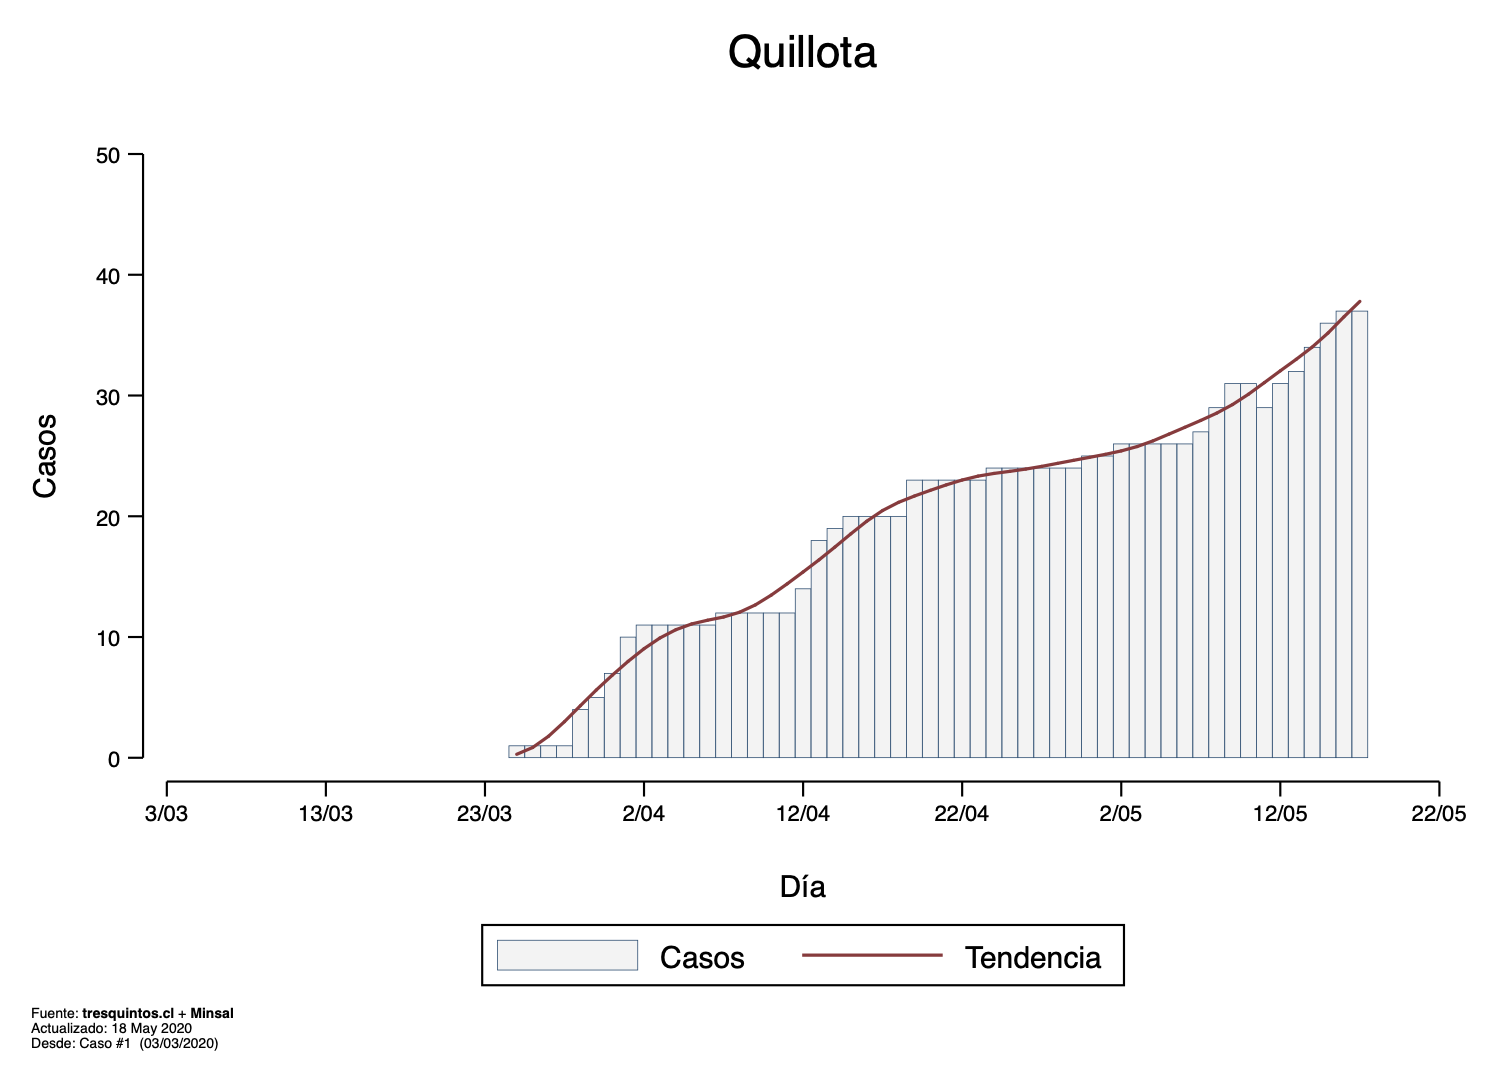 Quillota
50
40
30
20
10
0
Casos
3/03 13/03 23/03 2/04 12/04 22/04 2/05 12/05 22/05
Día
Casos Tendencia
Fuente: tresquintos.cl + Minsal
Actualizado: 18 May 2020
Desde: Caso #1 (03/03/2020)